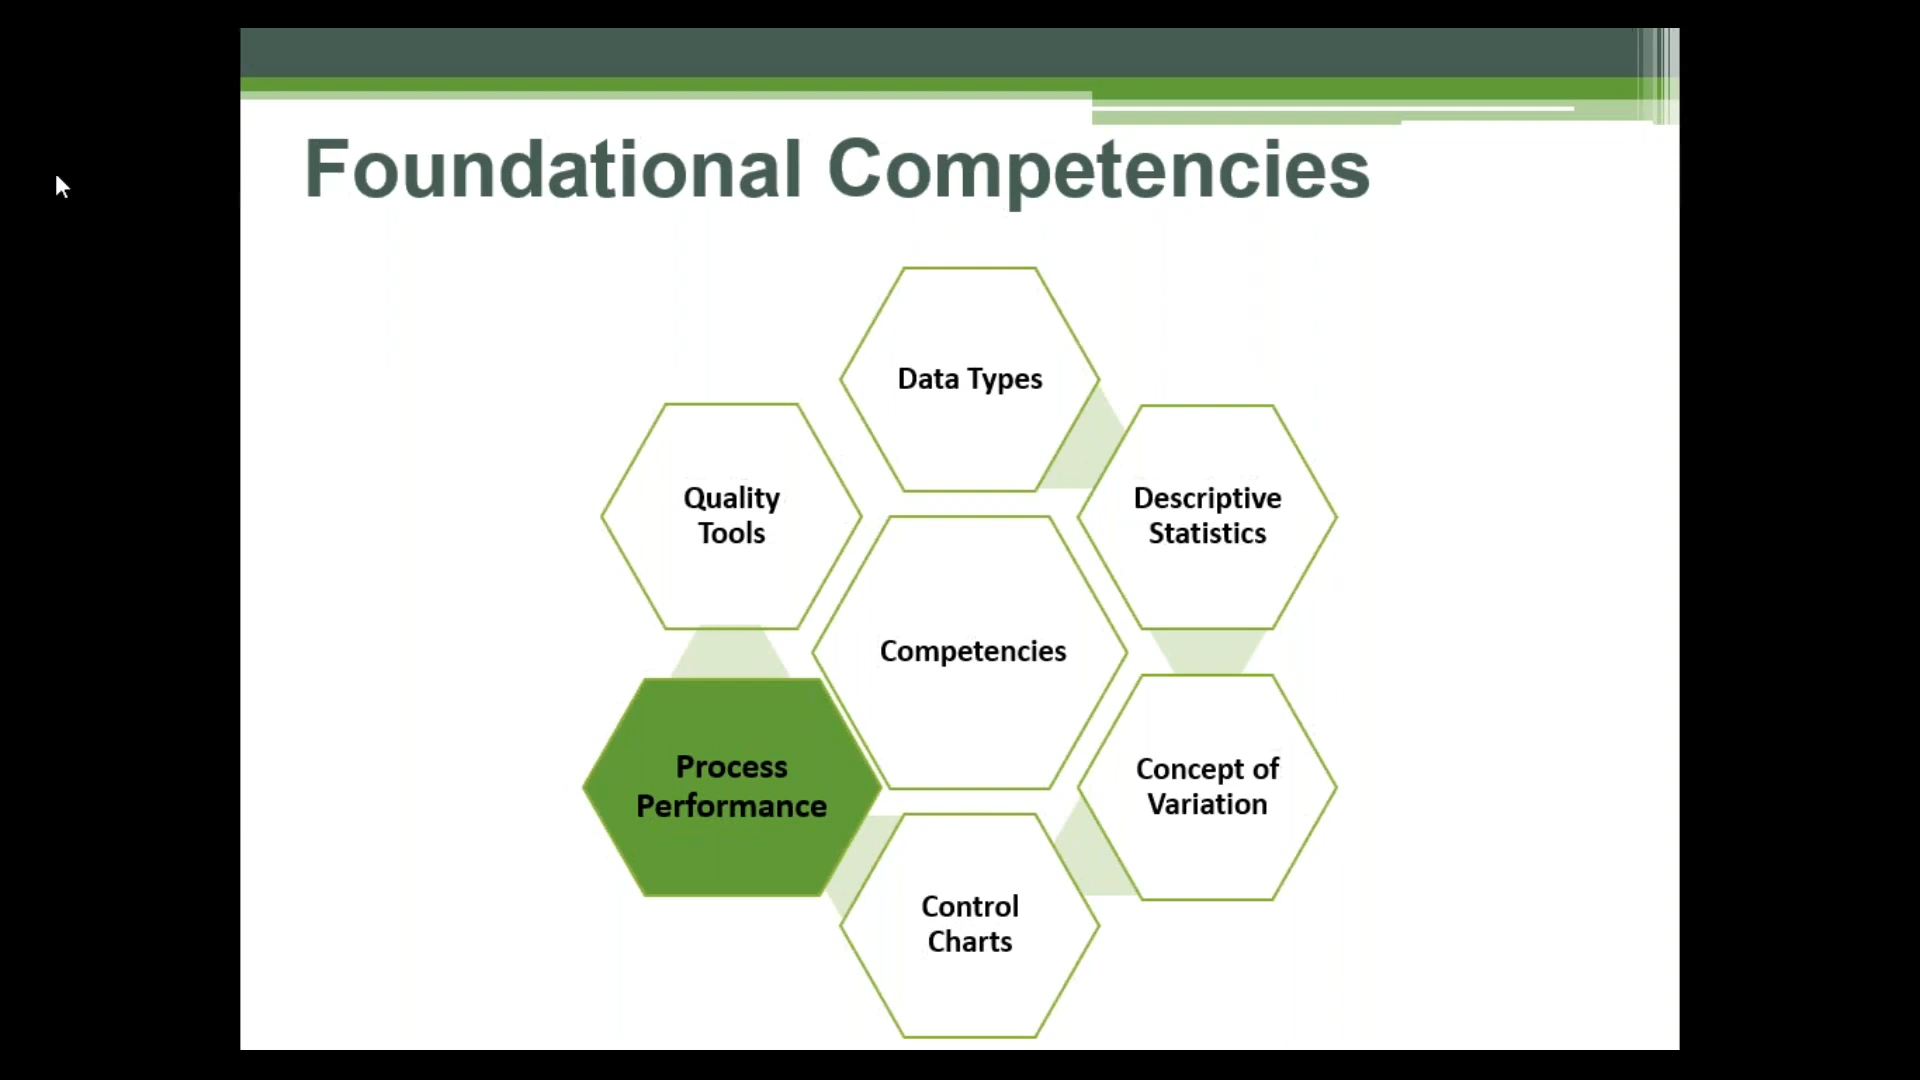 Foundational Competencies
Data Types
Quality
Tools
Descriptive
Statistics
Competencies
Process
Performance
Concept of
Variation
Control
Charts